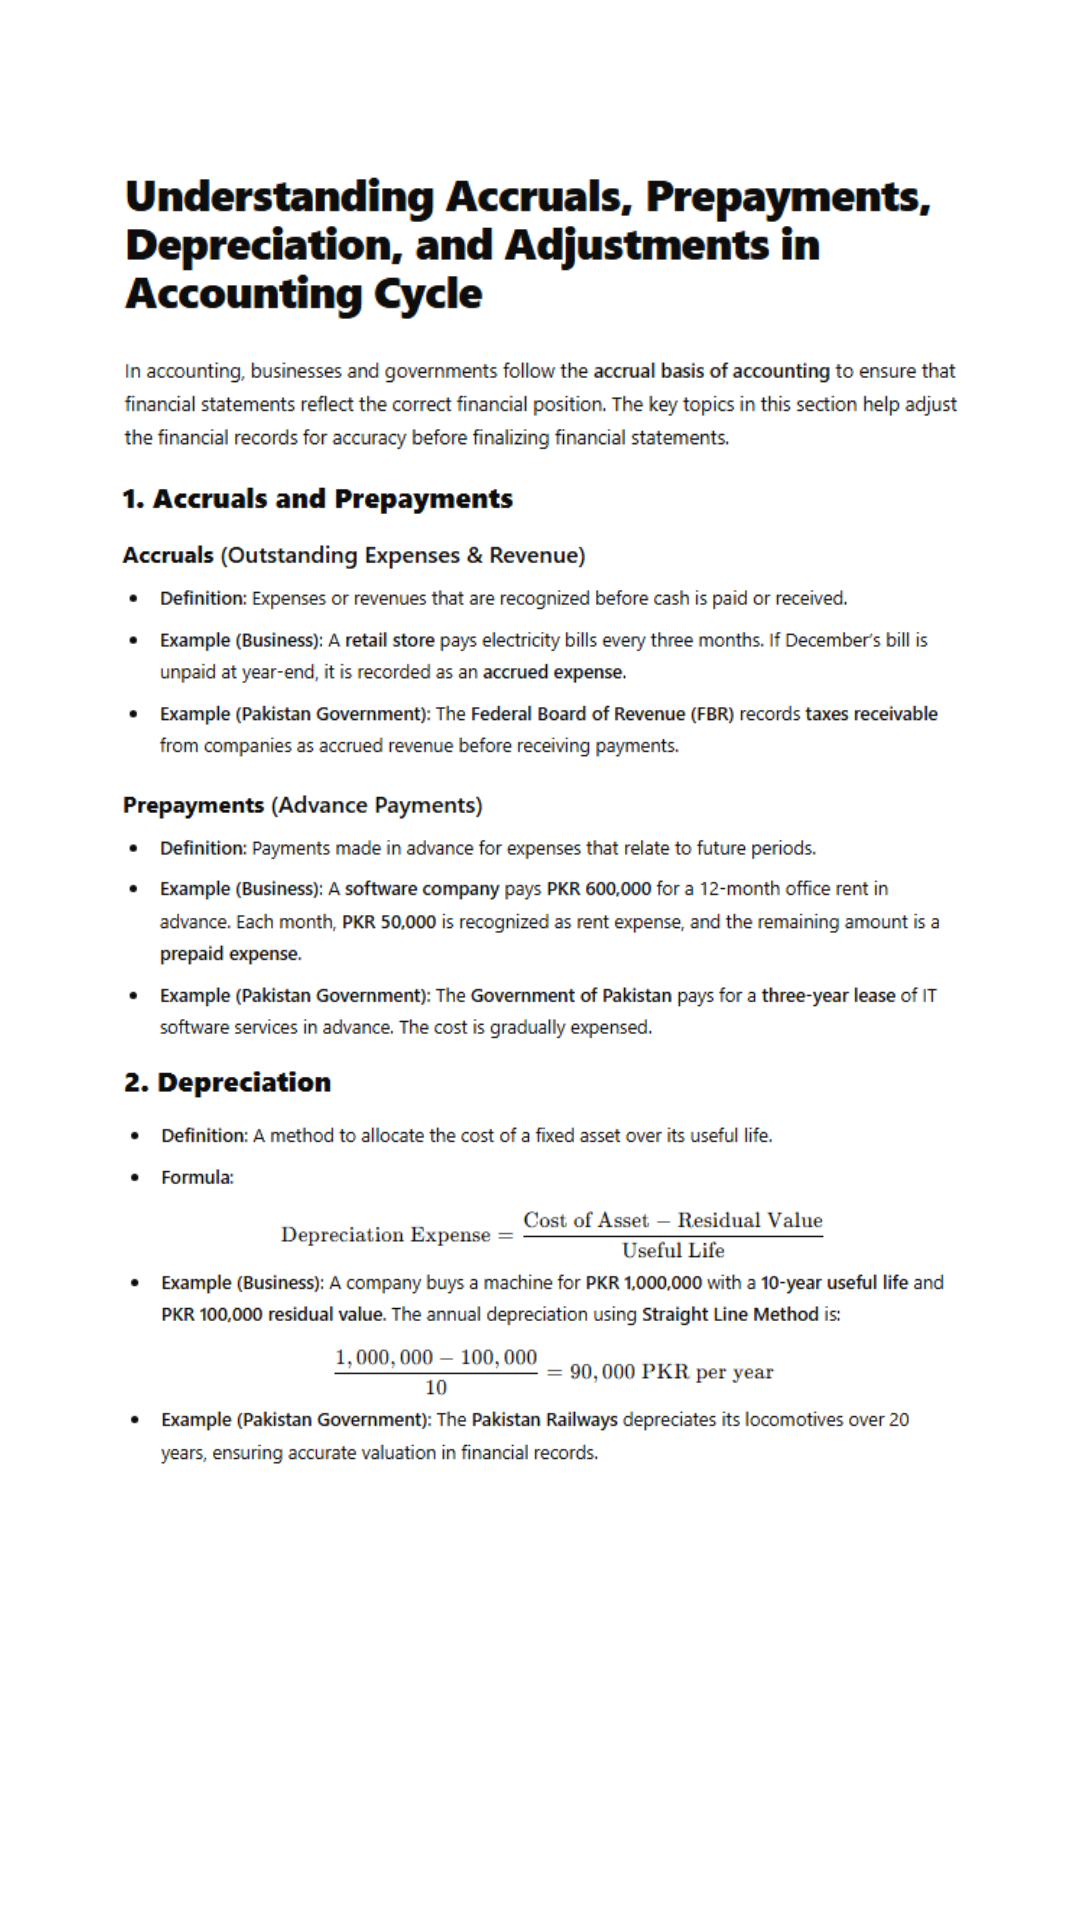 Understanding Accruals, Prepayments,
Depreciation, and Adjustments in
Accounting Cycle
In accounting, businesses and governments follow the accrual basis of accounting to ensure that
financial statements reflect the correct financial position. The key topics in this section help adjust
the financial records for accuracy before finalizing financial statements.
1. Accruals and Prepayments
Accruals (Outstanding Expenses & Revenue)
• Definition: Expenses or revenues that are recognized before cash is paid or received.
• Example (Business): A retail store pays electricity bills every three months. If December’s bill is
unpaid at year-end, it is recorded as an accrued expense.
• Example (Pakistan Government): The Federal Board of Revenue (FBR) records taxes receivable
from companies as accrued revenue before receiving payments.
Prepayments (Advance Payments)
• Definition: Payments made in advance for expenses that relate to future periods.
• Example (Business): A software company pays PKR 600,000 for a 12-month office rent in
advance. Each month, PKR 50,000 is recognized as rent expense, and the remaining amount is a
prepaid expense.
• Example (Pakistan Government): The Government of Pakistan pays for a three-year lease of IT
software services in advance. The cost is gradually expensed.
2. Depreciation
• Definition: A method to allocate the cost of a fixed asset over its useful life.
• Formula:
Cost of Asset − Residual Value
Depreciation Expense =
Useful Life
• Example (Business): A company buys a machine for PKR 1,000,000 with a 10-year useful life and
PKR 100,000 residual value. The annual depreciation using Straight Line Method is:
1,000,000 − 100,000
= 90,000 PKR per year
10
• Example (Pakistan Government): The Pakistan Railways depreciates its locomotives over 20
years, ensuring accurate valuation in financial records.